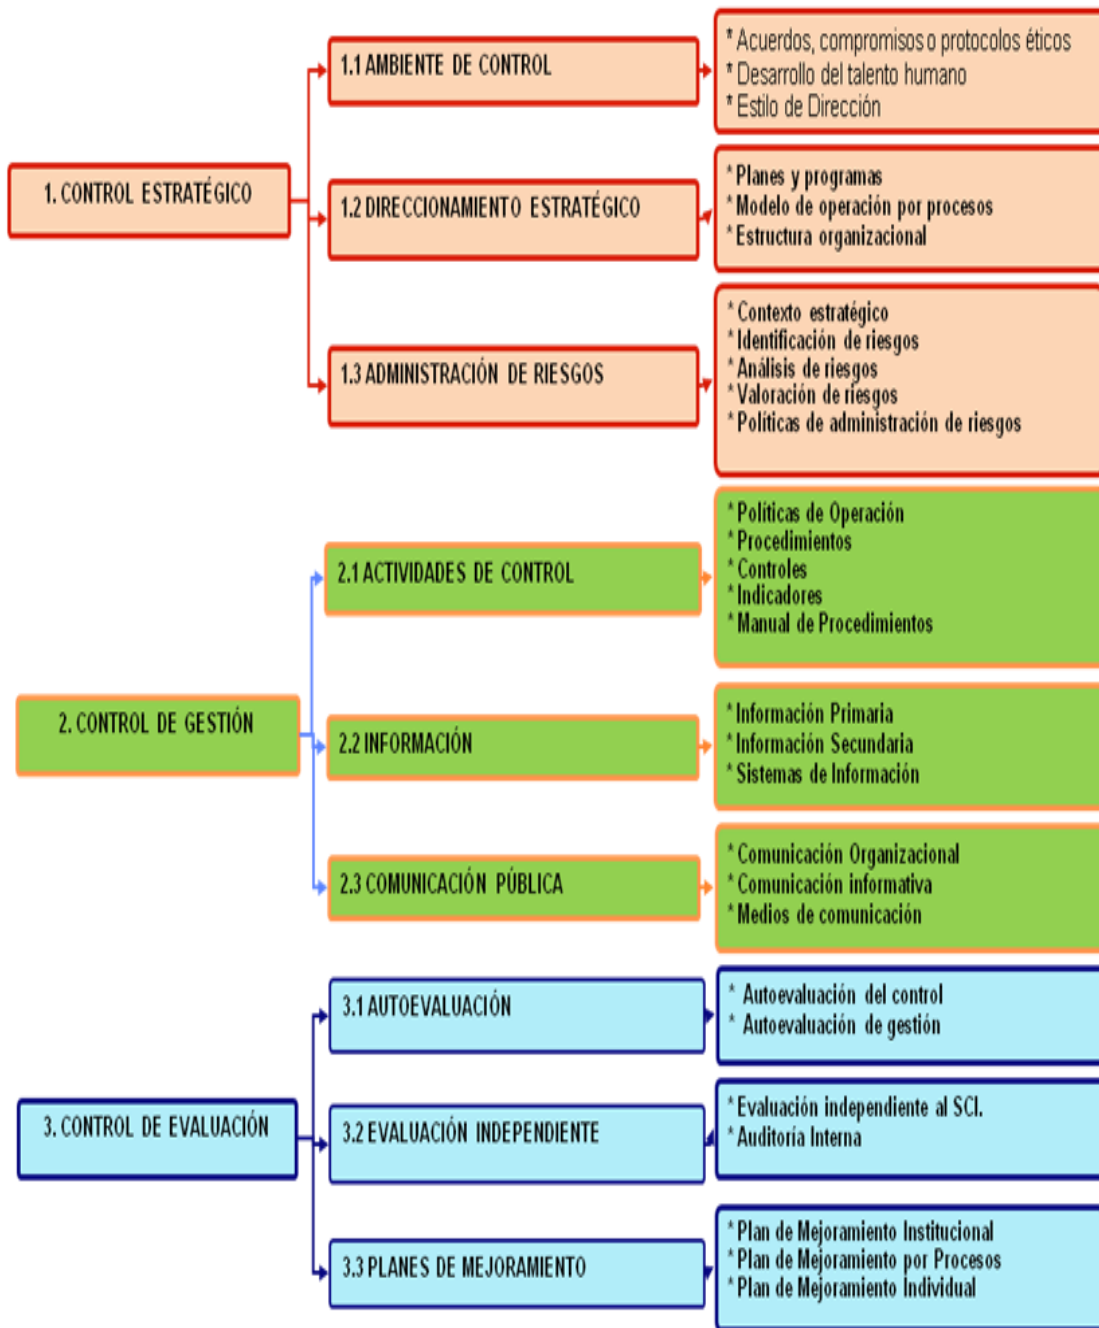 1. CONTROL ESTRATÉGICO
1.1 AMBIENTE DE CONTROL
* Acuerdos, compromisos o protocolos éticos
* Desarrollo del talento humano
* Estilo de Dirección
1.2 DIRECCIONAMIENTO ESTRATÉGICO
* Planes y programas
* Modelo de operación por procesos
* Estructura organizacional
1.3 ADMINISTRACIÓN DE RIESGOS
* Contexto estratégico
* Identificación de riesgos
* Análisis de riesgos
* Valoración de riesgos
* Políticas de administración de riesgos
2. CONTROL DE GESTIÓN
2.1 ACTIVIDADES DE CONTROL
* Políticas de Operación
* Procedimientos
* Controles
* Indicadores
* Manual de Procedimientos
2.2 INFORMACIÓN
* Información Primaria
* Información Secundaria
* Sistemas de Información
2.3 COMUNICACIÓN PÚBLICA
* Comunicación Organizacional
* Comunicación informativa
* Medios de comunicación
3. CONTROL DE EVALUACIÓN
3.1 AUTOEVALUACIÓN
* Autoevaluación del control
* Autoevaluación de gestión
3.2 EVALUACIÓN INDEPENDIENTE
* Evaluación independiente al SCI.
* Auditoría Interna
3.3 PLANES DE MEJORAMIENTO
* Plan de Mejoramiento Institucional
* Plan de Mejoramiento por Procesos
* Plan de Mejoramiento Individual